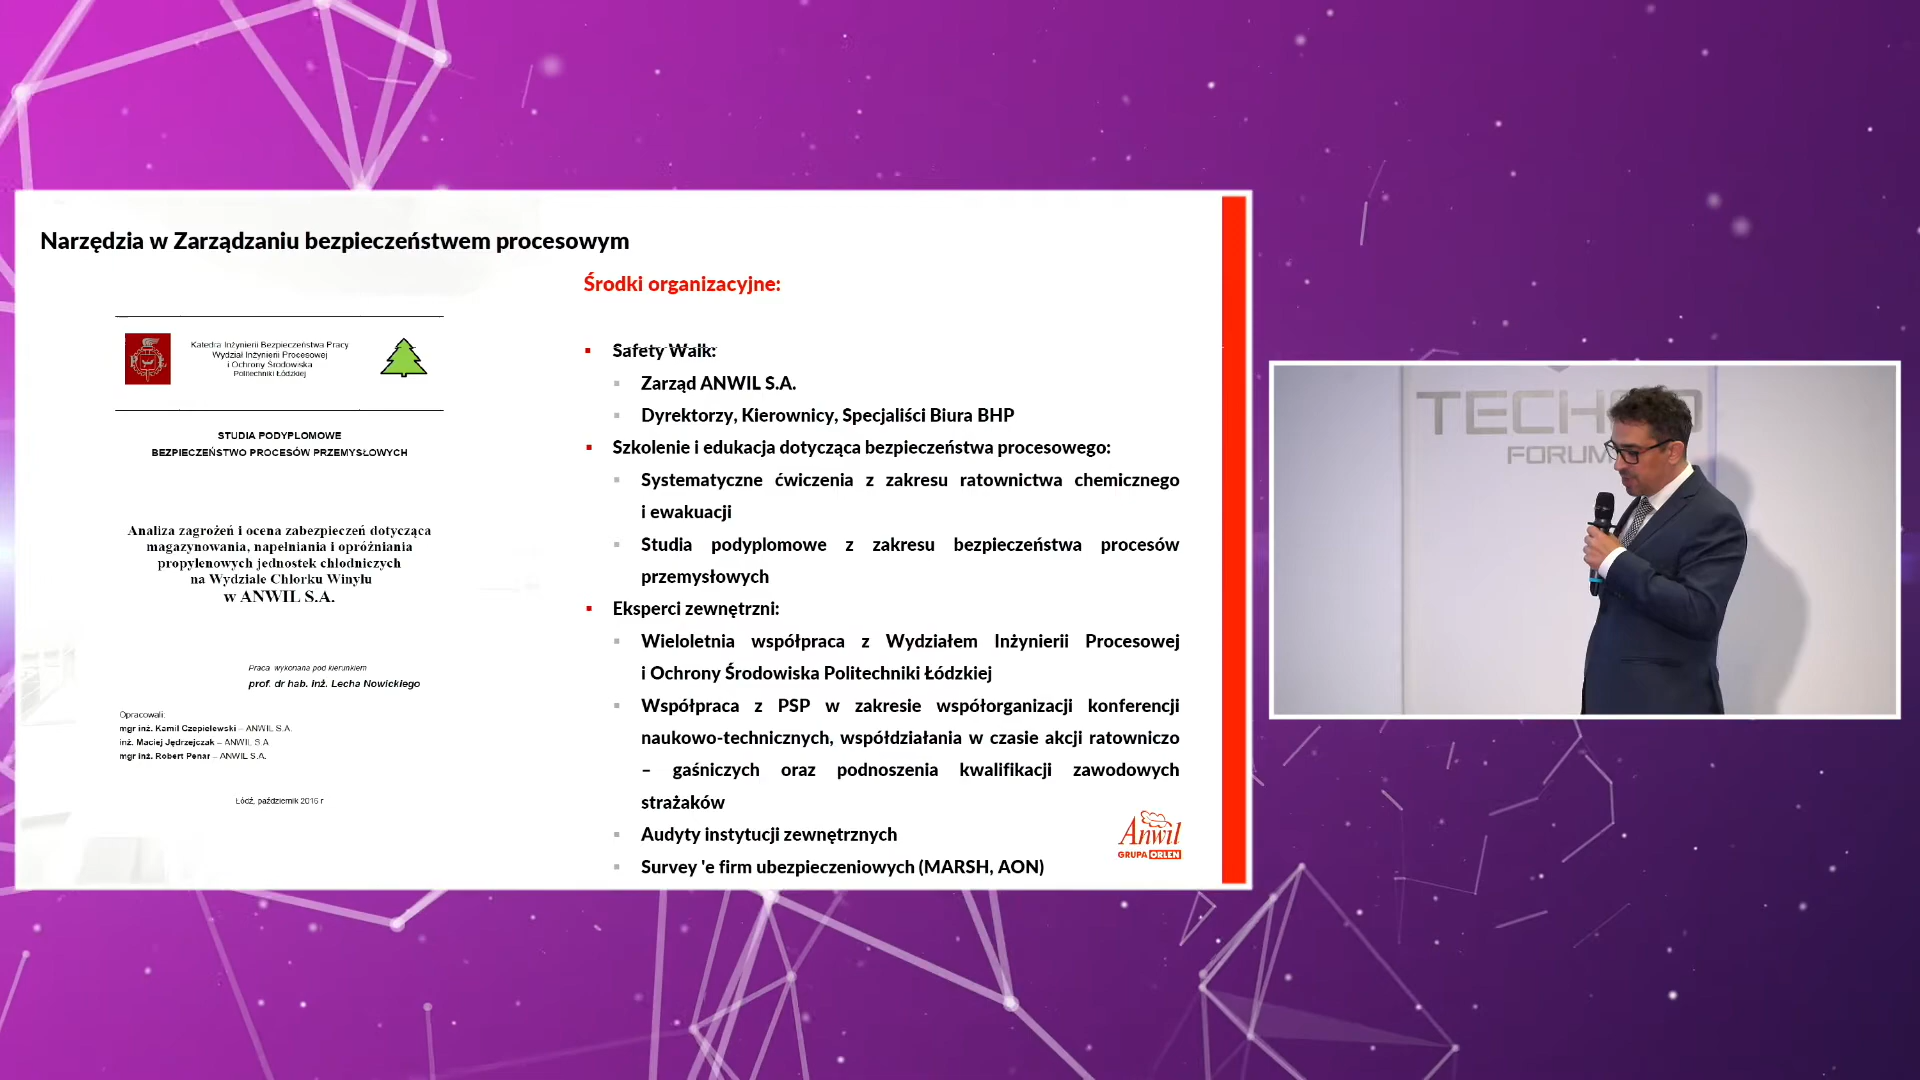 Narzędzia w Zarządzaniu bezpieczeństwem procesowym
Katedra Inżynierii Bezpieczeństwa Pracy
Wydział Inżynierii Procesowej
i Ochrony Środowiska
Politechniki Łódzkiej
STUDIA PODYPLOMOWE
BEZPIECZEŃSTWO PROCESÓW PRZEMYSŁOWYCH
Analiza zagrożeń i ocena zabezpieczeń dotycząca
magazynowania, napełniania i opróżniania
propylenowych jednostek chłodniczych
na Wydziale Chlorku Winylu
w ANWIL S.A.
Praca wykonana pod kierunkiem
prof. dr hab. inż. Lecha Nowickiego
Opracowali:
mgr inż. Kamil Czepielewski – ANWIL S.A.
inż. Maciej Jędrzejczak – ANWIL S.A
mgr inż. Robert Penar – ANWIL S.A.
Łódź, październik 2016 r
Środki organizacyjne:
▪ Safety Walk:
▪ Zarząd ANWIL S.A.
▪ Dyrektorzy, Kierownicy, Specjaliści Biura BHP
▪ Szkolenie i edukacja dotycząca bezpieczeństwa procesowego:
▪ Systematyczne ćwiczenia z zakresu ratownictwa chemicznego
i ewakuacji
▪ Studia podyplomowe z zakresu bezpieczeństwa procesów
przemysłowych
▪ Eksperci zewnętrzni:
▪ Wieloletnia współpraca z Wydziałem Inżynierii Procesowej
i Ochrony Środowiska Politechniki Łódzkiej
▪ Współpraca z PSP w zakresie współorganizacji konferencji
naukowo-technicznych, współdziałania w czasie akcji ratowniczo
– gaśniczych oraz podnoszenia kwalifikacji zawodowych
strażaków
▪ Audyty instytucji zewnętrznych
▪ Survey 'e firm ubezpieczeniowych (MARSH, AON)
Anwil
GRUPA ORLEN
FORUM